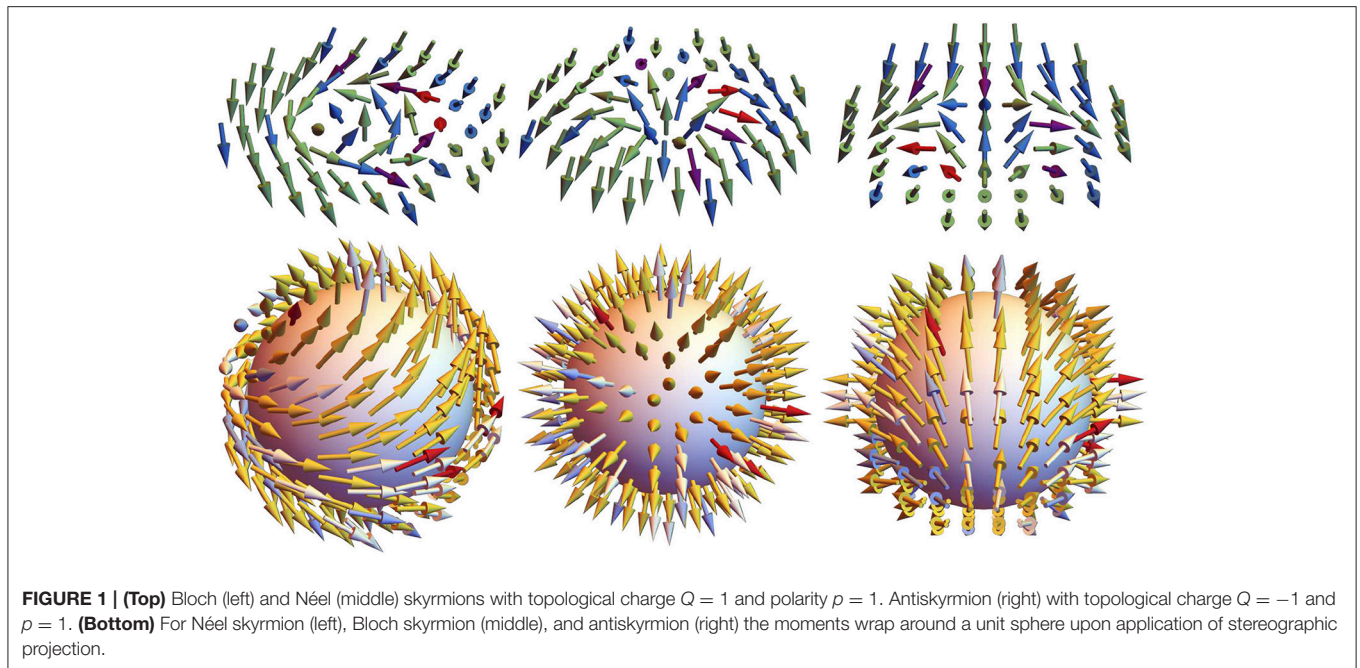 FIGURE 1 | (Top) Bloch (left) and Néel (middle) skyrmions with topological charge Q = 1 and polarity p = 1. Antiskyrmion (right) with topological charge Q = −1 and
p = 1. (Bottom) For Néel skyrmion (left), Bloch skyrmion (middle), and antiskyrmion (right) the moments wrap around a unit sphere upon application of stereographic
projection.